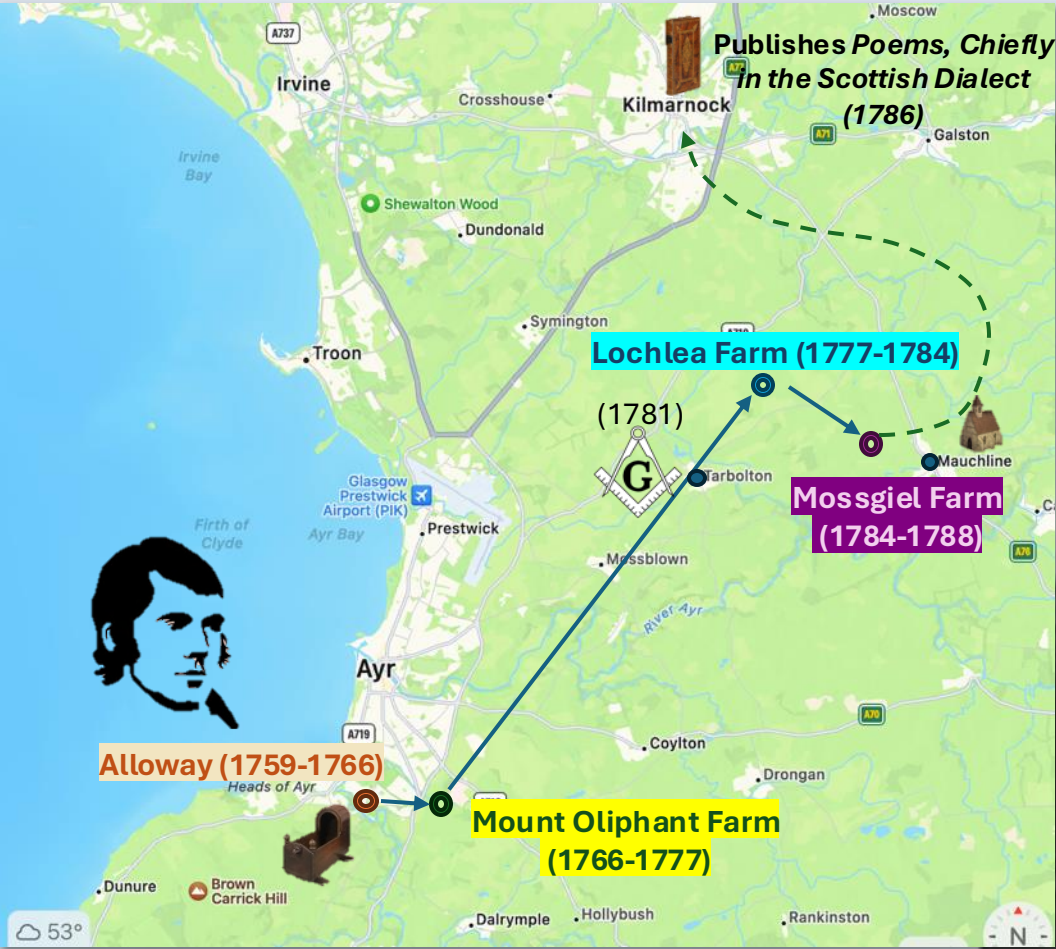 Moscow
A737
Publishes Poems, Chiefly
in the Scottish Dialect
(1786)
A77
Irvine
Crosshouse
Kilmarnock
A71
Galston
Irvine
Bay
Shewalton Wood
Dundonald
Symington
Troon
Lochlea Farm (1777-1784)
(1781)
G
Tarbolton
Mauchline
Glasgow
Prestwick
Airport (PIK)
Mossgiel Farm
(1784-1788)
Firth of
Clyde
Ayr Bay
Prestwick
A76
Mossblown
River Ayr
Ayr
A70
A719
Coylton
Alloway (1759-1766)
Drongan
Heads of Ayr
Mount Oliphant Farm
(1766-1777)
Dunure
Brown
Carrick Hill
Dalrymple
Hollybush
Rankinston
53°
N